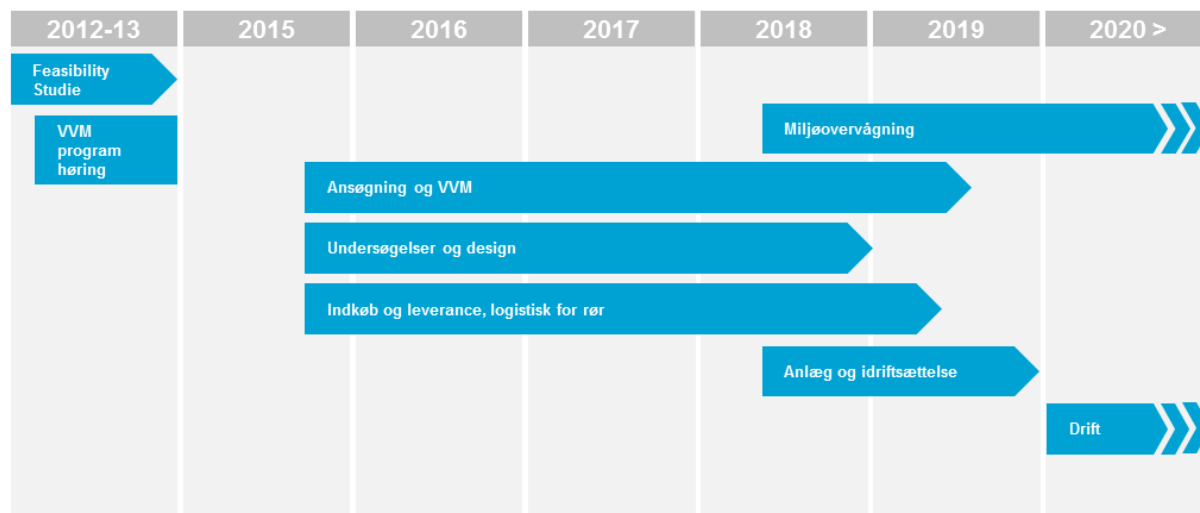 2012-13 2015 2016 2017 2018 2019 2020 >
Feasibility
Studie
VVM
program
høring
Miljøovervågning
Ansøgning og VVM
Undersøgelser og design
Indkøb og leverance, logistisk for rør
Anlæg og idriftsættelse
Drift